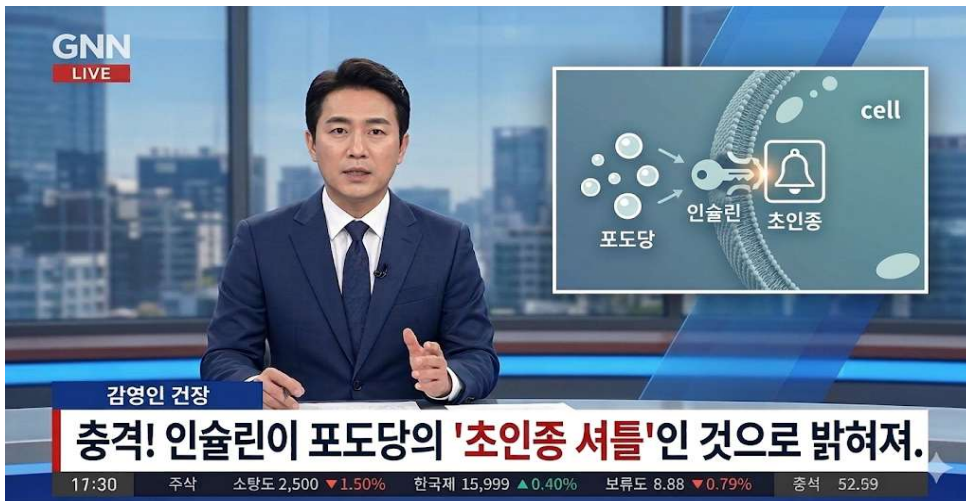 GNN
LIVE
cell
포도당
인슐린
초인종
감영인 건장
충격! 인슐린이 포도당의 '초인종 셔틀'인 것으로 밝혀져.
17:30 주삭 소탕도 2,500 ▼1.50% 한국제 15,999 ▲0.40% 보류도 8.88 ▼0.79% 중석 52.59